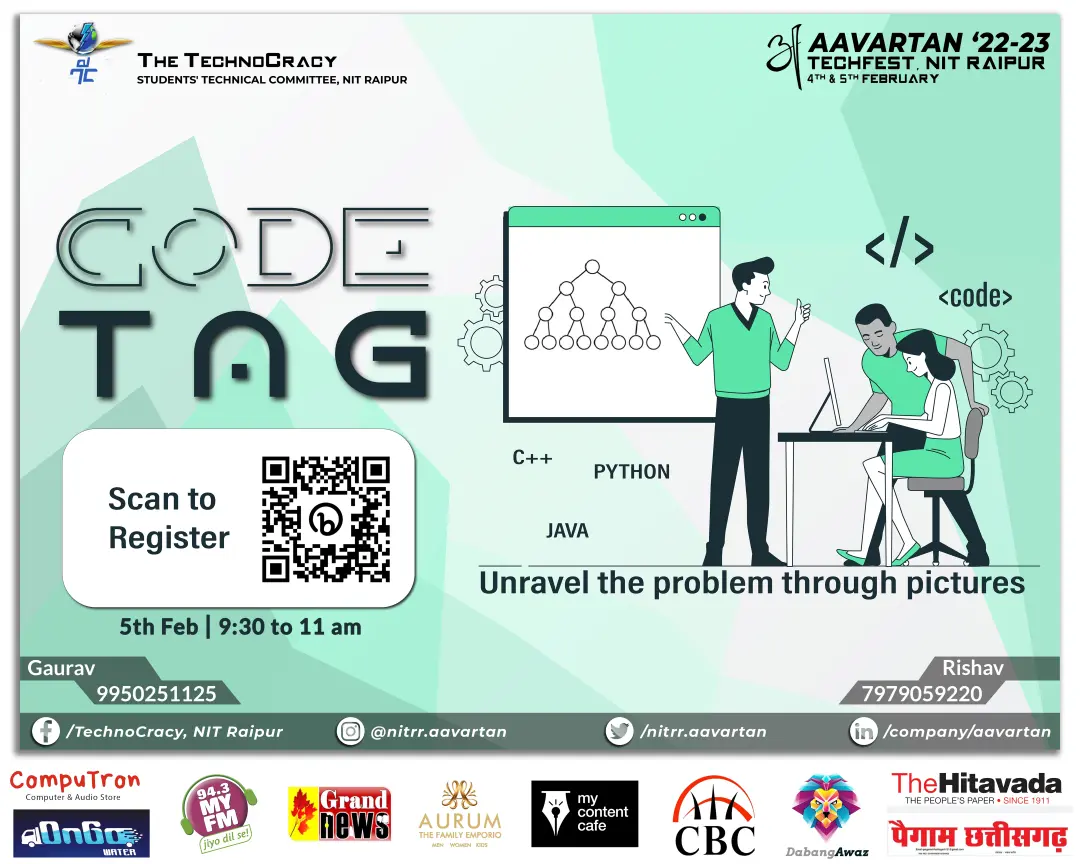 THE TECHNOCRACY
STUDENTS' TECHNICAL COMMITTEE, NIT RAIPUR
AAVARTAN ‘22-23
TECHFEST, NIT RAIPUR
4TH & 5TH FEBRUARY
CODE
TAG
</>
<code>
C++
PYTHON
JAVA
Scan to
Register
b
Unravel the problem through pictures
5th Feb | 9:30 to 11 am
Gaurav
9950251125
Rishav
7979059220
/TechnoCracy, NIT Raipur
@nitrr.aavartan
/nitrr.aavartan
/company/aavartan
CompuTron
Computer & Audio Store
OnGo
WATER
94.3
MY
FM
jiyo dil se!
Grand
news
AURUM
THE FAMILY EMPORIO
MEN WOMEN KIDS
my
content
cafe
CBC
DabangAwaz
TheHitavada
THE PEOPLE'S PAPER • SINCE 1911
पैगाम छत्तीसगढ़